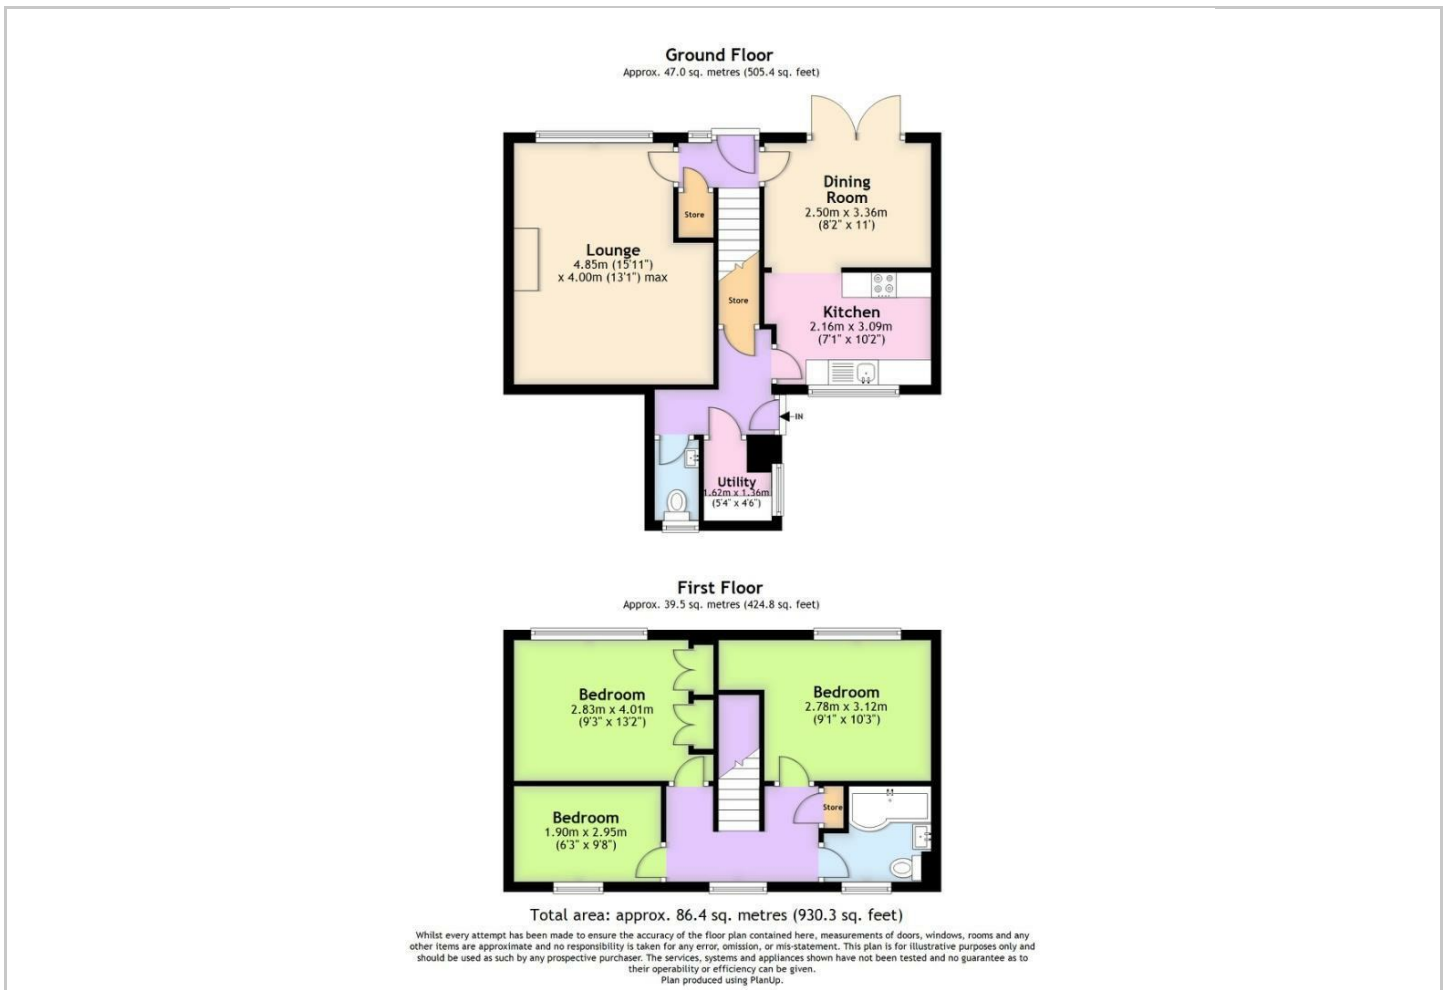 Ground Floor
Approx. 47.0 sq. metres (505.4 sq. feet)
Dining
Room
2.50m x 3.36m
(8'2" x 11')
Store
Lounge
4.85m (15'11")
x 4.00m (13'1") max
Store
Kitchen
2.16m x 3.09m
(7'1" x 10'2")
IN
Utility
1.62m x 1.36m
(5'4" x 4'6")
First Floor
Approx. 39.5 sq. metres (424.8 sq. feet)
Bedroom
2.83m x 4.01m
(9'3" x 13'2")
Bedroom
2.78m x 3.12m
(9'1" x 10'3")
Bedroom
1.90m x 2.95m
(6'3" x 9'8")
Store
Total area: approx. 86.4 sq. metres (930.3 sq. feet)
Whilst every attempt has been made to ensure the accuracy of the floor plan contained here, measurements of doors, windows, rooms and any
other items are approximate and no responsibility is taken for any error, omission, or mis-statement. This plan is for illustrative purposes only and
should be used as such by any prospective purchaser. The services, systems and appliances shown have not been tested and no guarantee as to
their operability or efficiency can be given.
Plan produced using PlanUp.